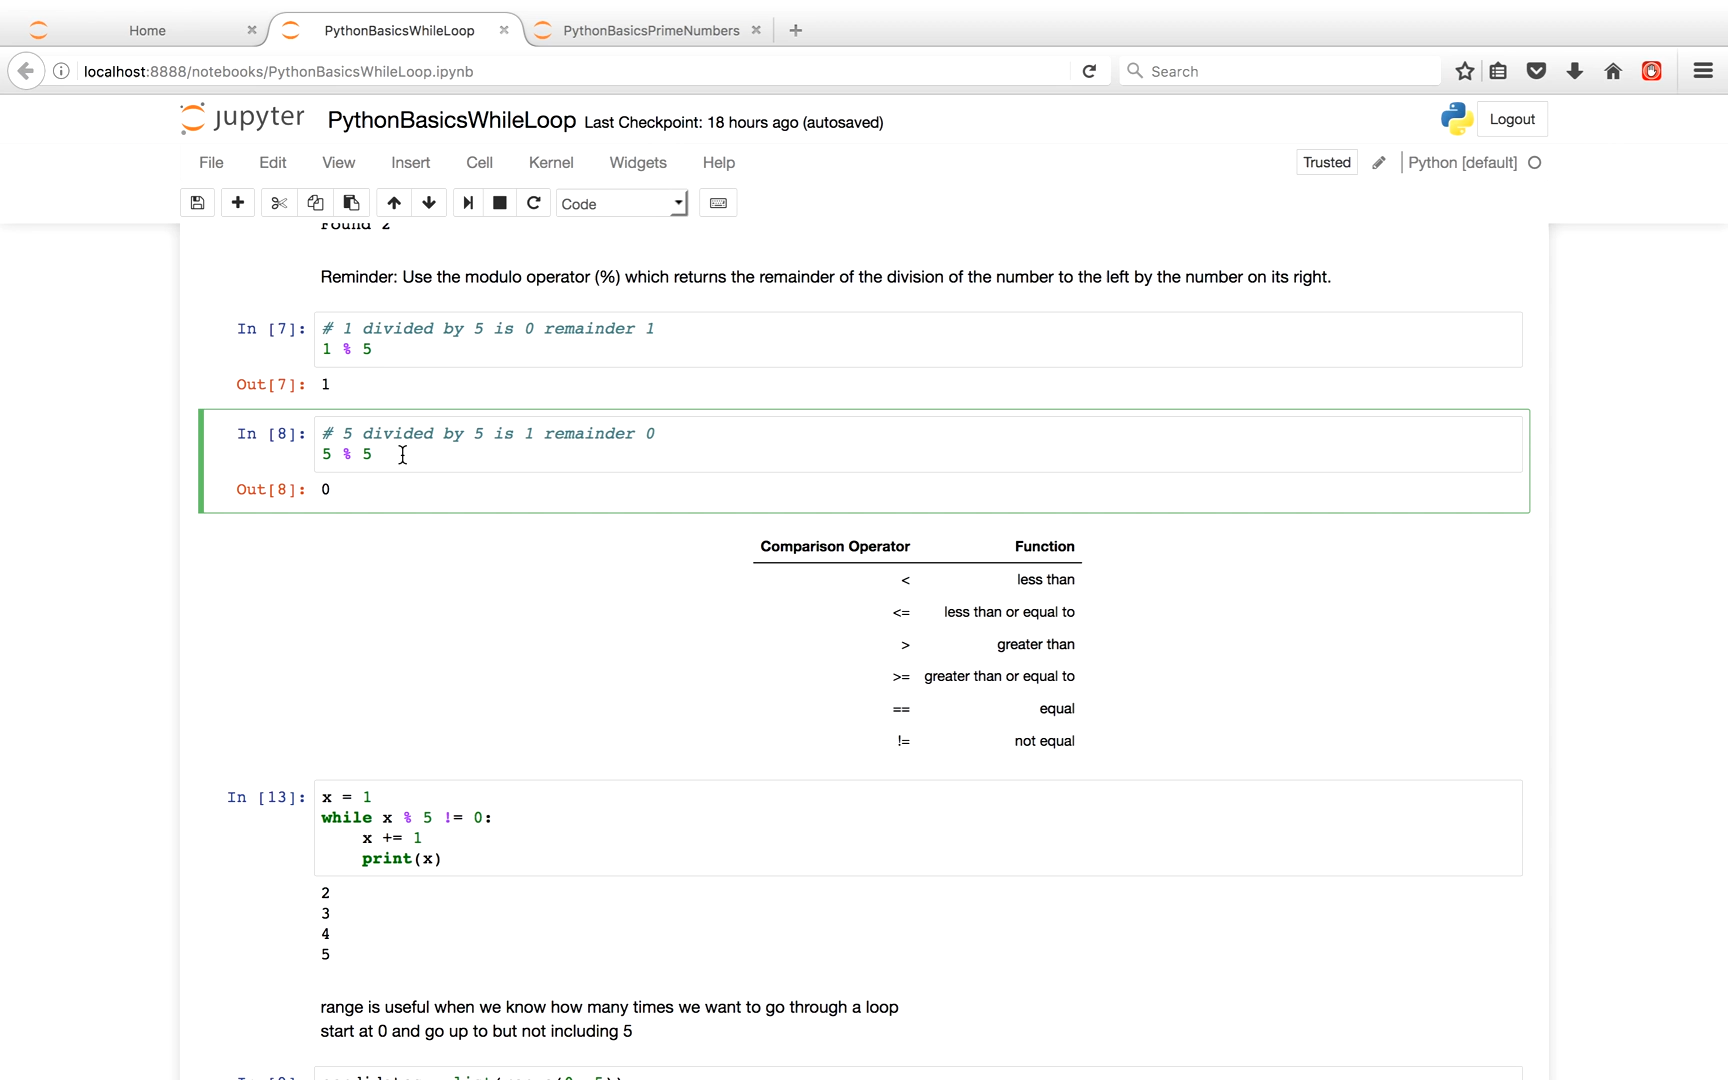 Home
PythonBasicsWhileLoop
PythonBasicsPrimeNumbers
localhost:8888/notebooks/PythonBasicsWhileLoop.ipynb
Search
jupyter
PythonBasicsWhileLoop Last Checkpoint: 18 hours ago (autosaved)
Logout
File Edit View Insert Cell Kernel Widgets Help
Trusted
Python [default]
Code
Found 2
Reminder: Use the modulo operator (%) which returns the remainder of the division of the number to the left by the number on its right.
In [7]: # 1 divided by 5 is 0 remainder 1
1 % 5
Out[7]: 1
In [8]: # 5 divided by 5 is 1 remainder 0
5 % 5
Out[8]: 0
Comparison Operator Function
< less than
<= less than or equal to
> greater than
>= greater than or equal to
== equal
!= not equal
In [13]: x = 1
while x % 5 != 0:
x += 1
print(x)
2
3
4
5
range is useful when we know how many times we want to go through a loop
start at 0 and go up to but not including 5